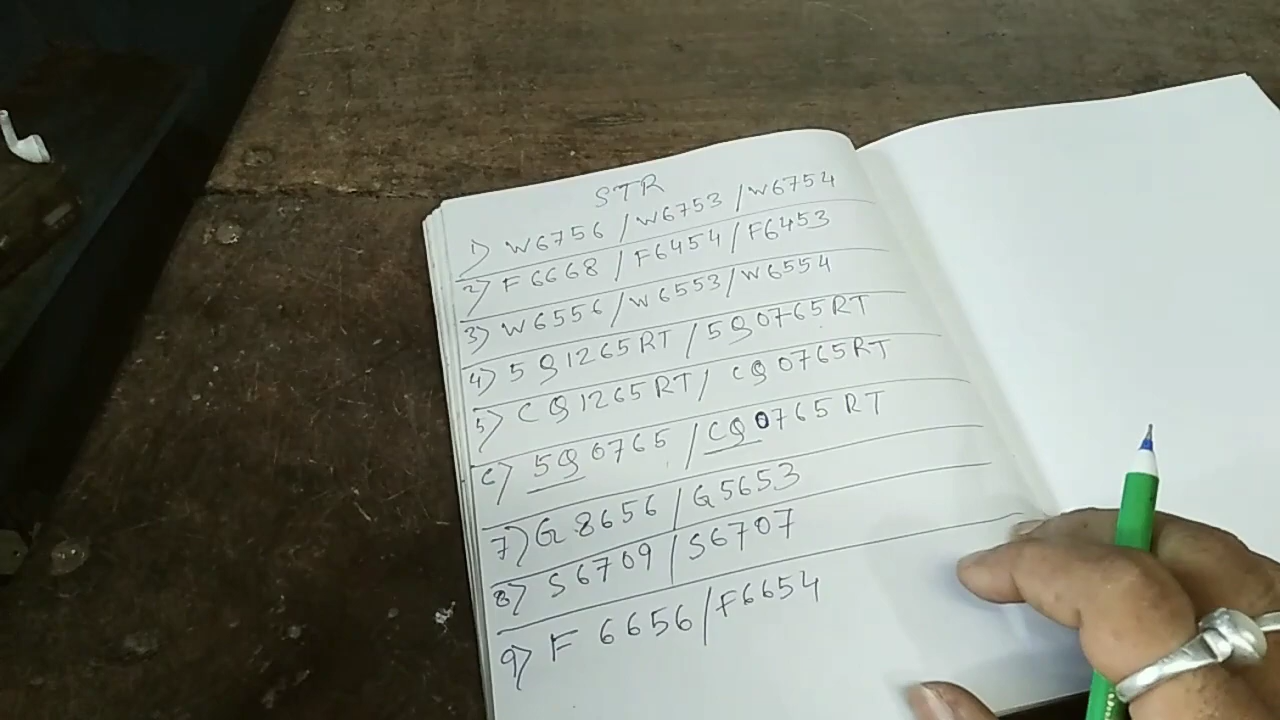 STR
1) W6756 / W6753 / W6754
2) F6668 / F6454 / F6453
3) W6556 / W6553 / W6554
4) 5Q1265RT / 5Q0765RT
5) CQ1265RT / CQ0765RT
6) 5Q0765 / CQ0765RT
7) G8656 / G5653
8) S6709 / S6707
9) F6656 / F6654